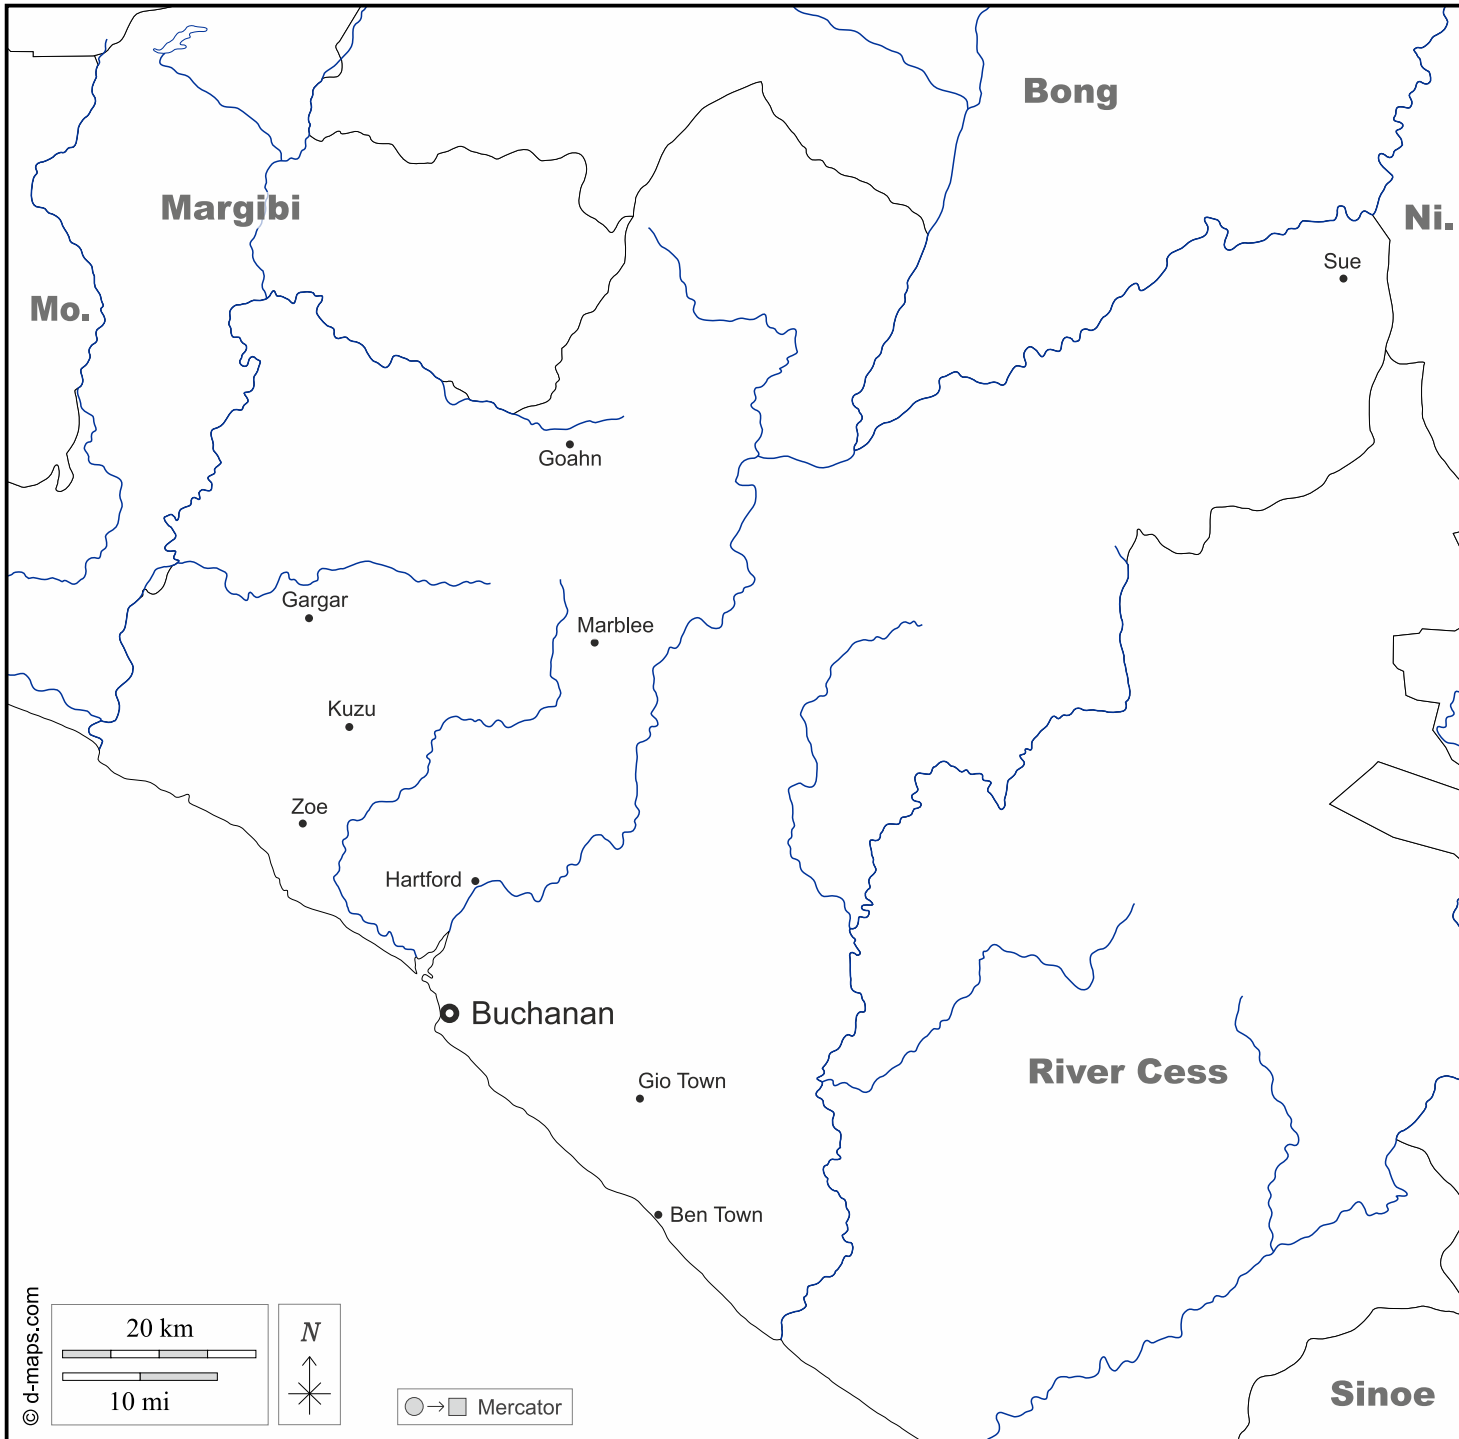 Bong
Margibi
Ni.
Sue
Mo.
Goahn
Gargar
Marblee
Kuzu
Zoe
Hartford
Buchanan
River Cess
Gio Town
Ben Town
© d-maps.com
20 km
10 mi
N
Mercator
Sinoe